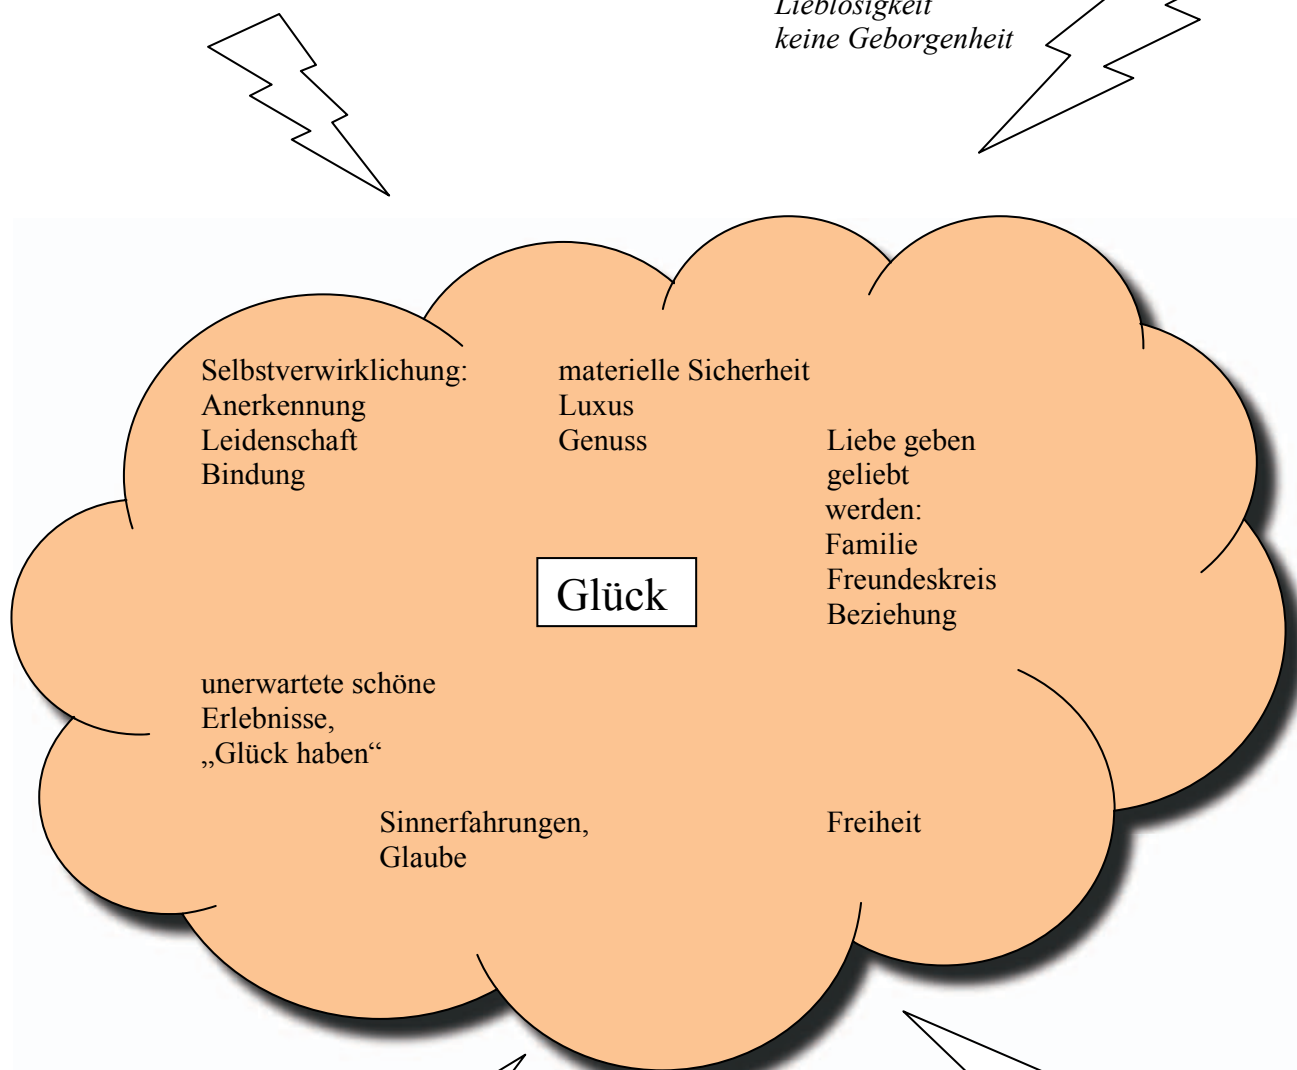 Lieblosigkeit
keine Geborgenheit
Selbstverwirklichung:
Anerkennung
Leidenschaft
Bindung
materielle Sicherheit
Luxus
Genuss
Liebe geben
geliebt
werden:
Familie
Freundeskreis
Beziehung
Glück
unerwartete schöne
Erlebnisse,
„Glück haben“
Sinnerfahrungen,
Glaube
Freiheit